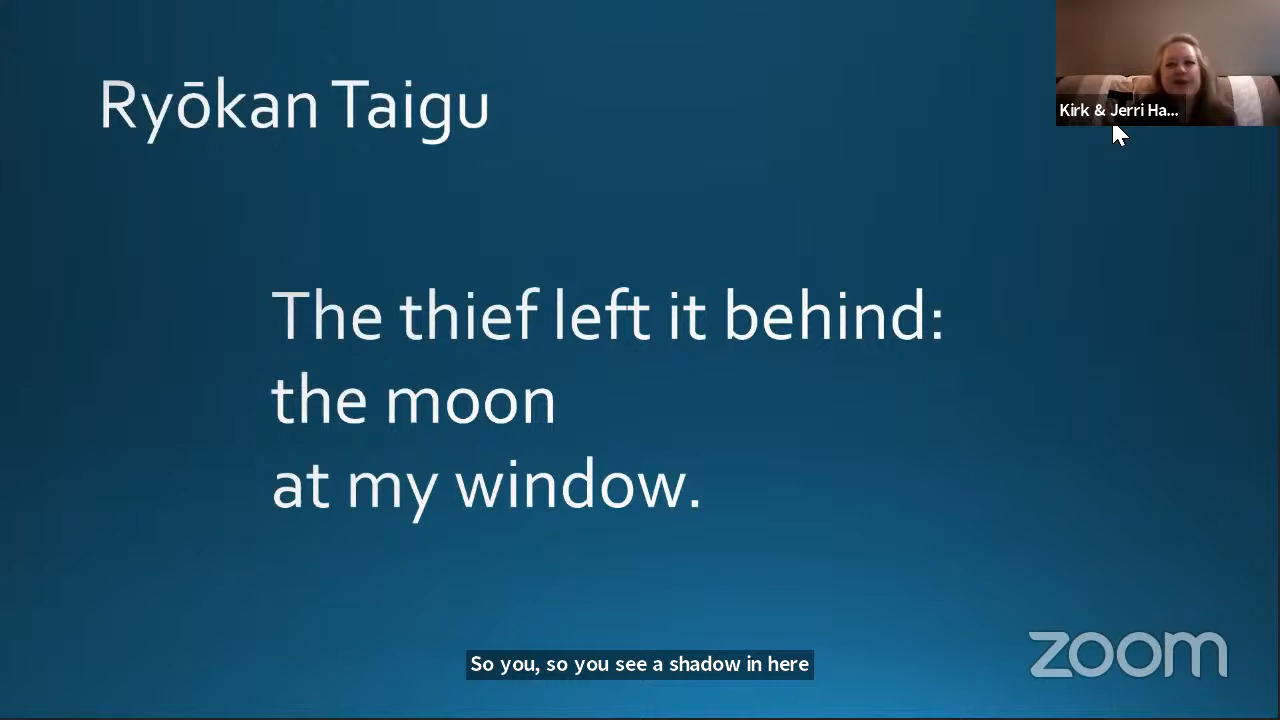 Ryōkan Taigu
Kirk & Jerri Ha...
The thief left it behind:
the moon
at my window.
So you, so you see a shadow in here
zoom